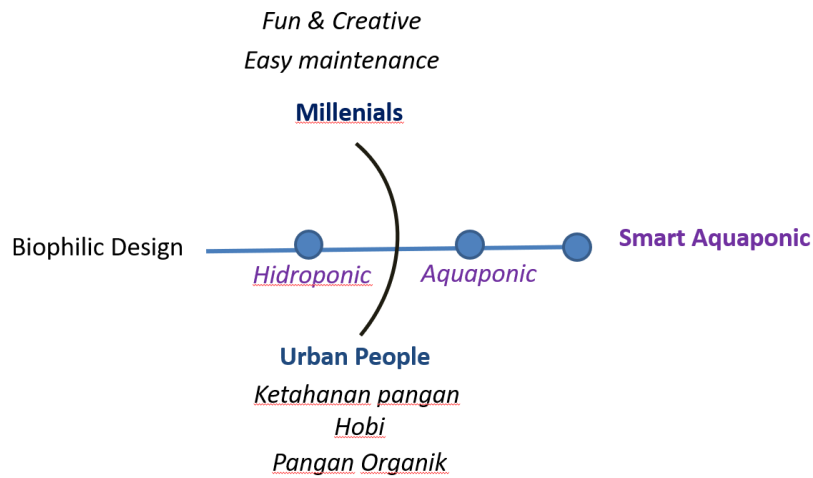 Fun & Creative
Easy maintenance
Millenials
Biophilic Design
Smart Aquaponic
Hidroponic
Aquaponic
Urban People
Ketahanan pangan
Hobi
Pangan Organik